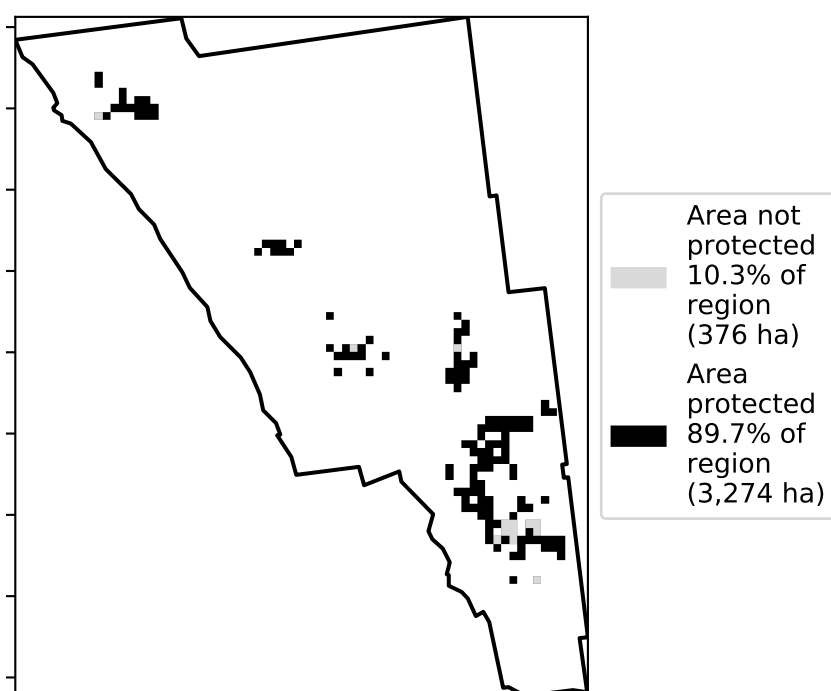 Area not
protected
10.3% of
region
(376 ha)
Area
protected
89.7% of
region
(3,274 ha)